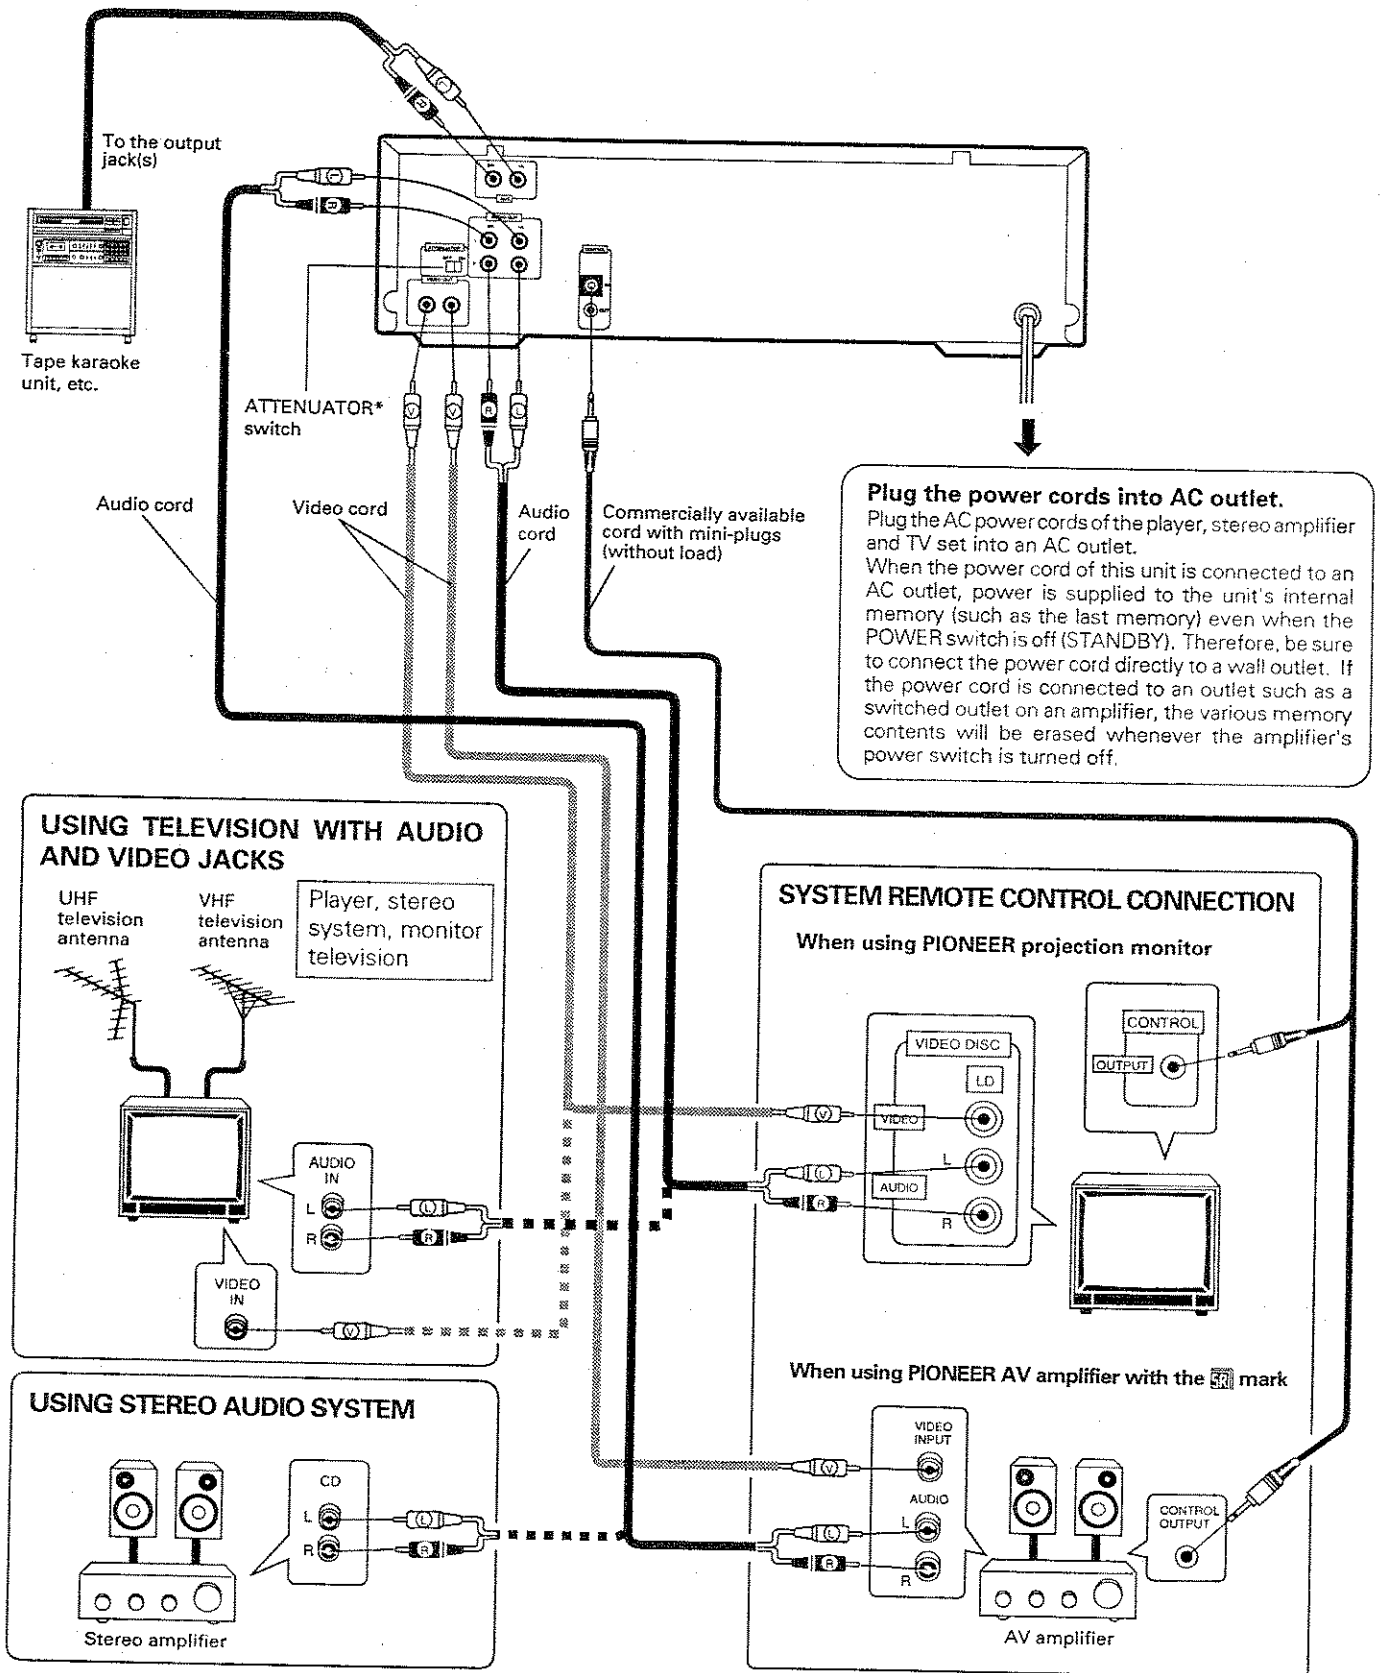 To the output
jack(s)
L
R
L
R
VIDEO OUT
OUT
Tape karaoke
unit, etc.
ATTENUATOR*
switch
V
V
R
L
Audio cord
Video cord
Audio
cord
Commercially available
cord with mini-plugs
(without load)
Plug the power cords into AC outlet.
Plug the AC power cords of the player, stereo amplifier
and TV set into an AC outlet.
When the power cord of this unit is connected to an
AC outlet, power is supplied to the unit's internal
memory (such as the last memory) even when the
POWER switch is off (STANDBY). Therefore, be sure
to connect the power cord directly to a wall outlet. If
the power cord is connected to an outlet such as a
switched outlet on an amplifier, the various memory
contents will be erased whenever the amplifier's
power switch is turned off.
USING TELEVISION WITH AUDIO
AND VIDEO JACKS
UHF
television
antenna
VHF
television
antenna
Player, stereo
system, monitor
television
AUDIO
IN
L
R
L
R
VIDEO
IN
V
SYSTEM REMOTE CONTROL CONNECTION
When using PIONEER projection monitor
CONTROL
OUTPUT
VIDEO DISC
LD
V
VIDEO
L
L
AUDIO
R
R
When using PIONEER AV amplifier with the SR mark
VIDEO
INPUT
V
AUDIO
L
L
R
R
CONTROL
OUTPUT
AV amplifier
USING STEREO AUDIO SYSTEM
CD
L
L
R
R
Stereo amplifier